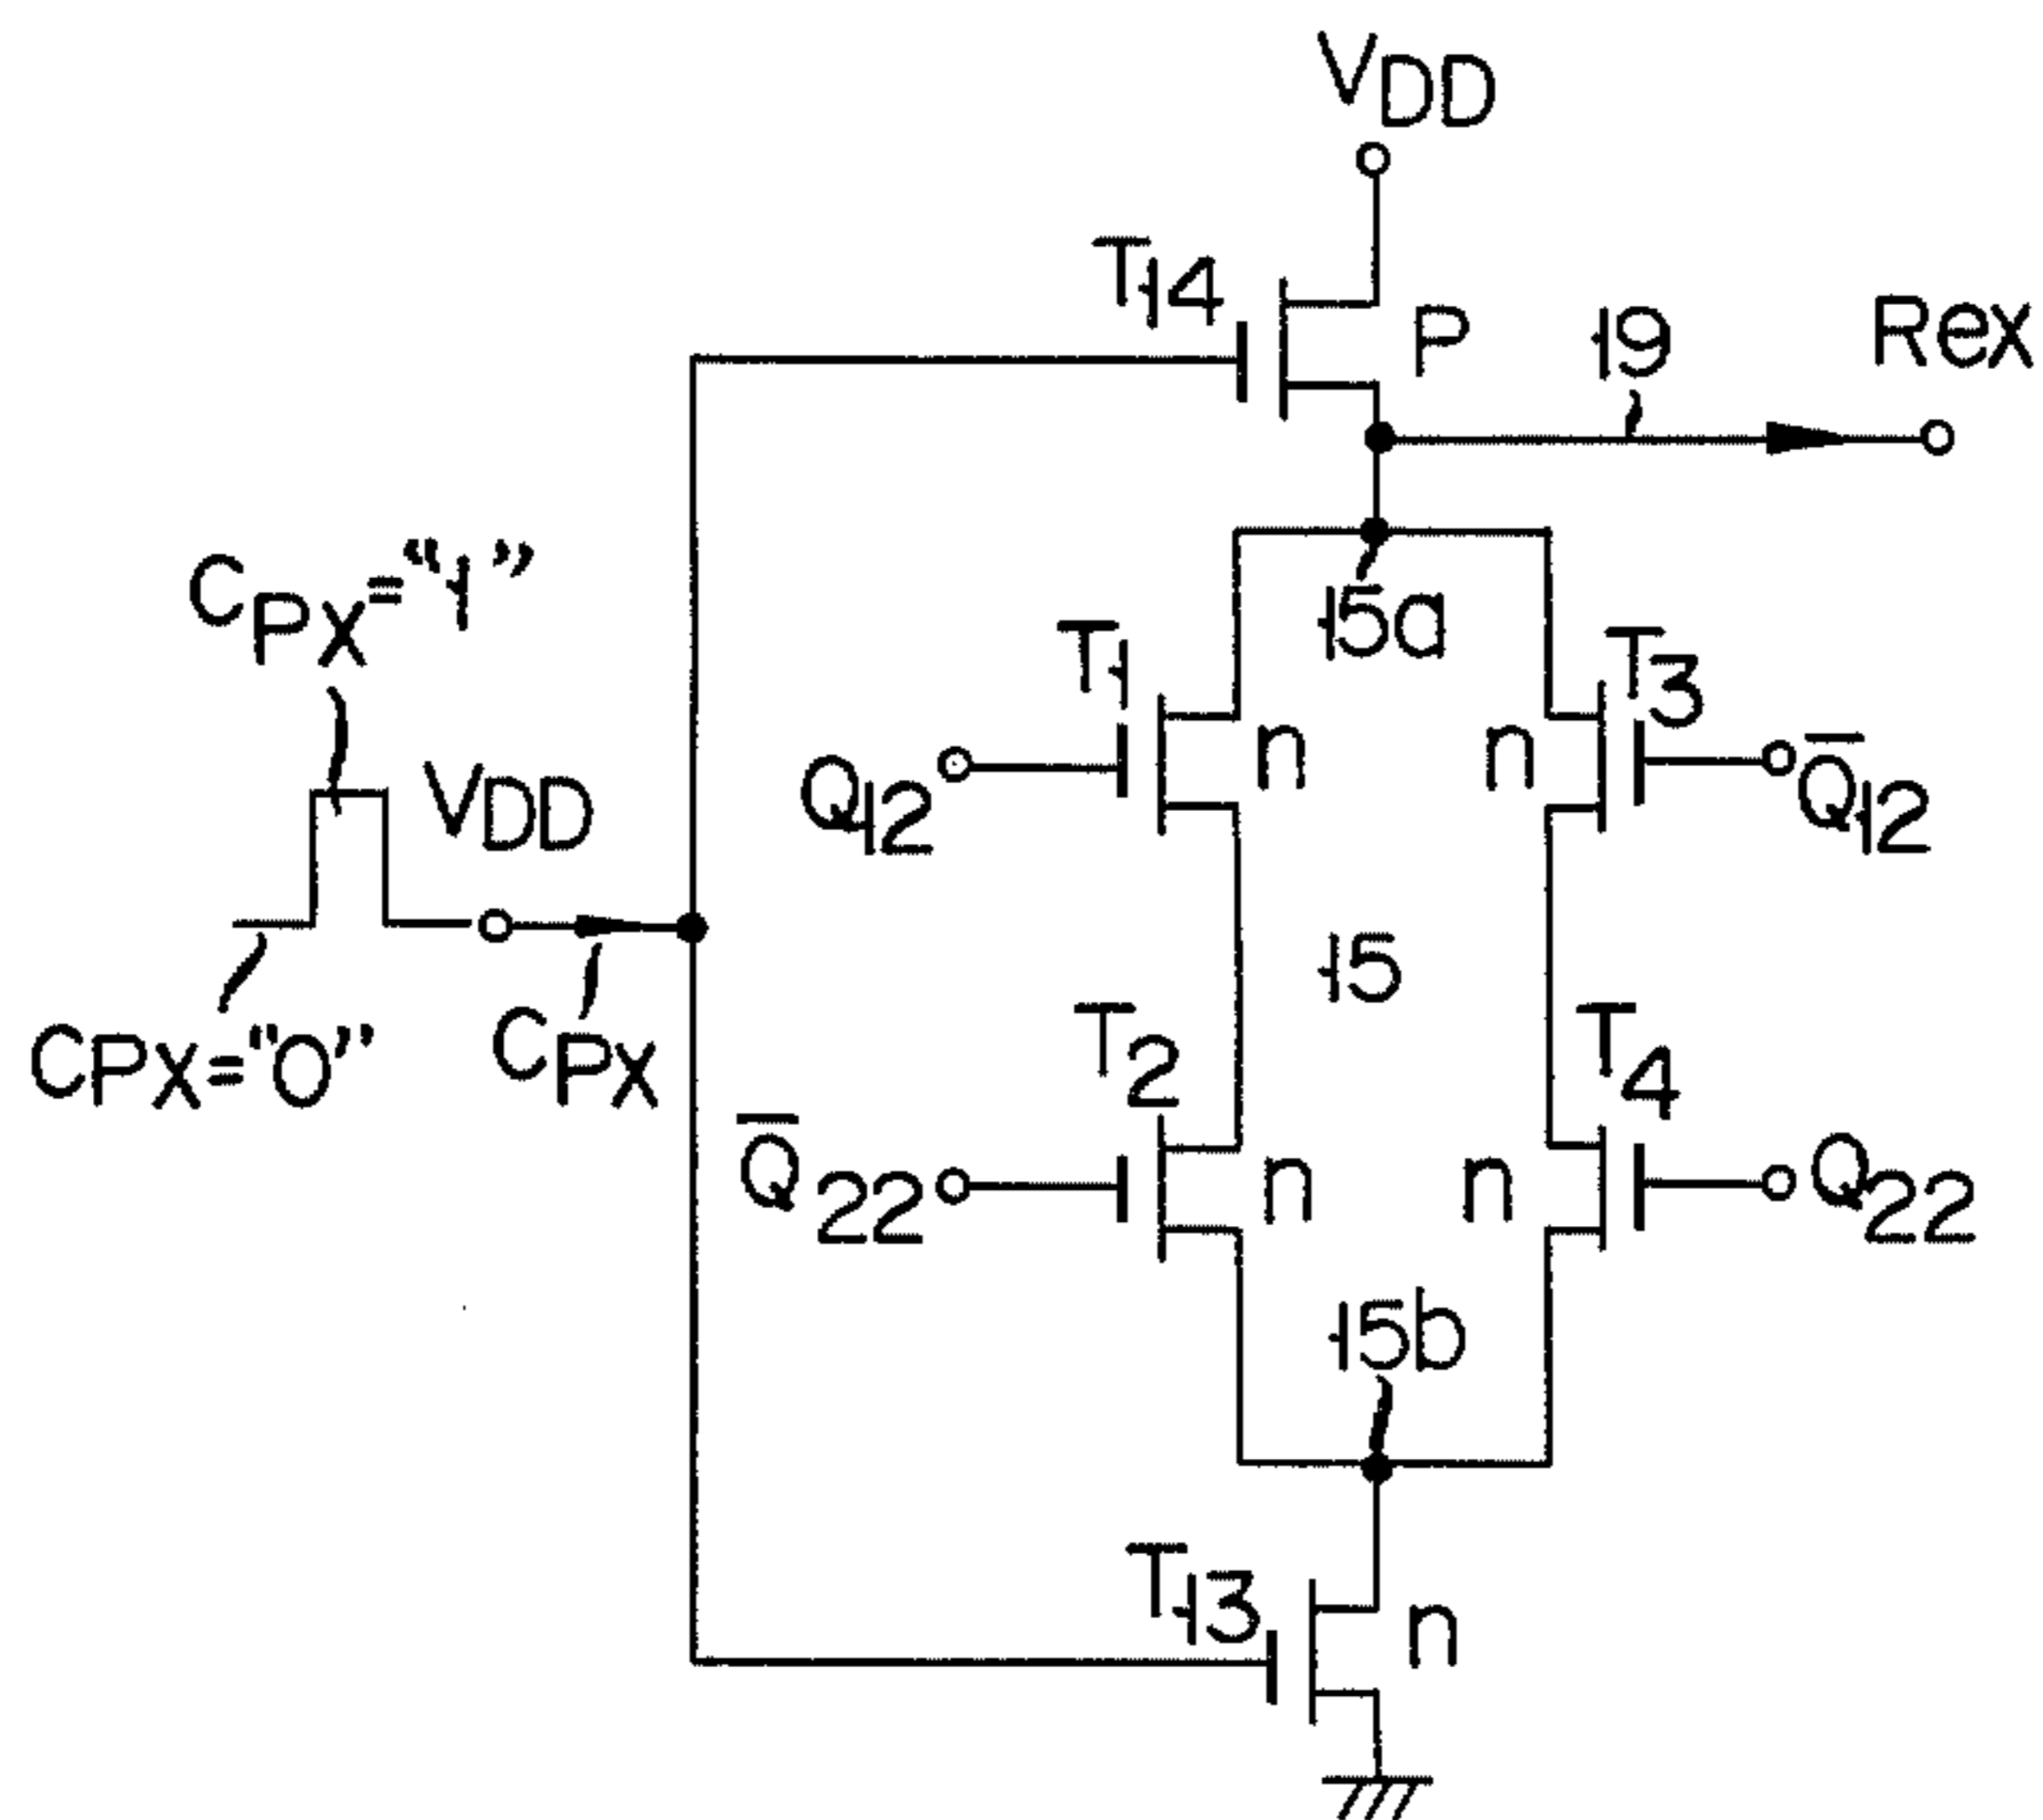 VDD
T14
P
19
Rex
CPX="1"
15a
T1
T3
VDD
n
n
Q12
Q̅12
15
CPX="0"
CPX
T2
T4
Q̅22
n
n
Q22
15b
T13
n